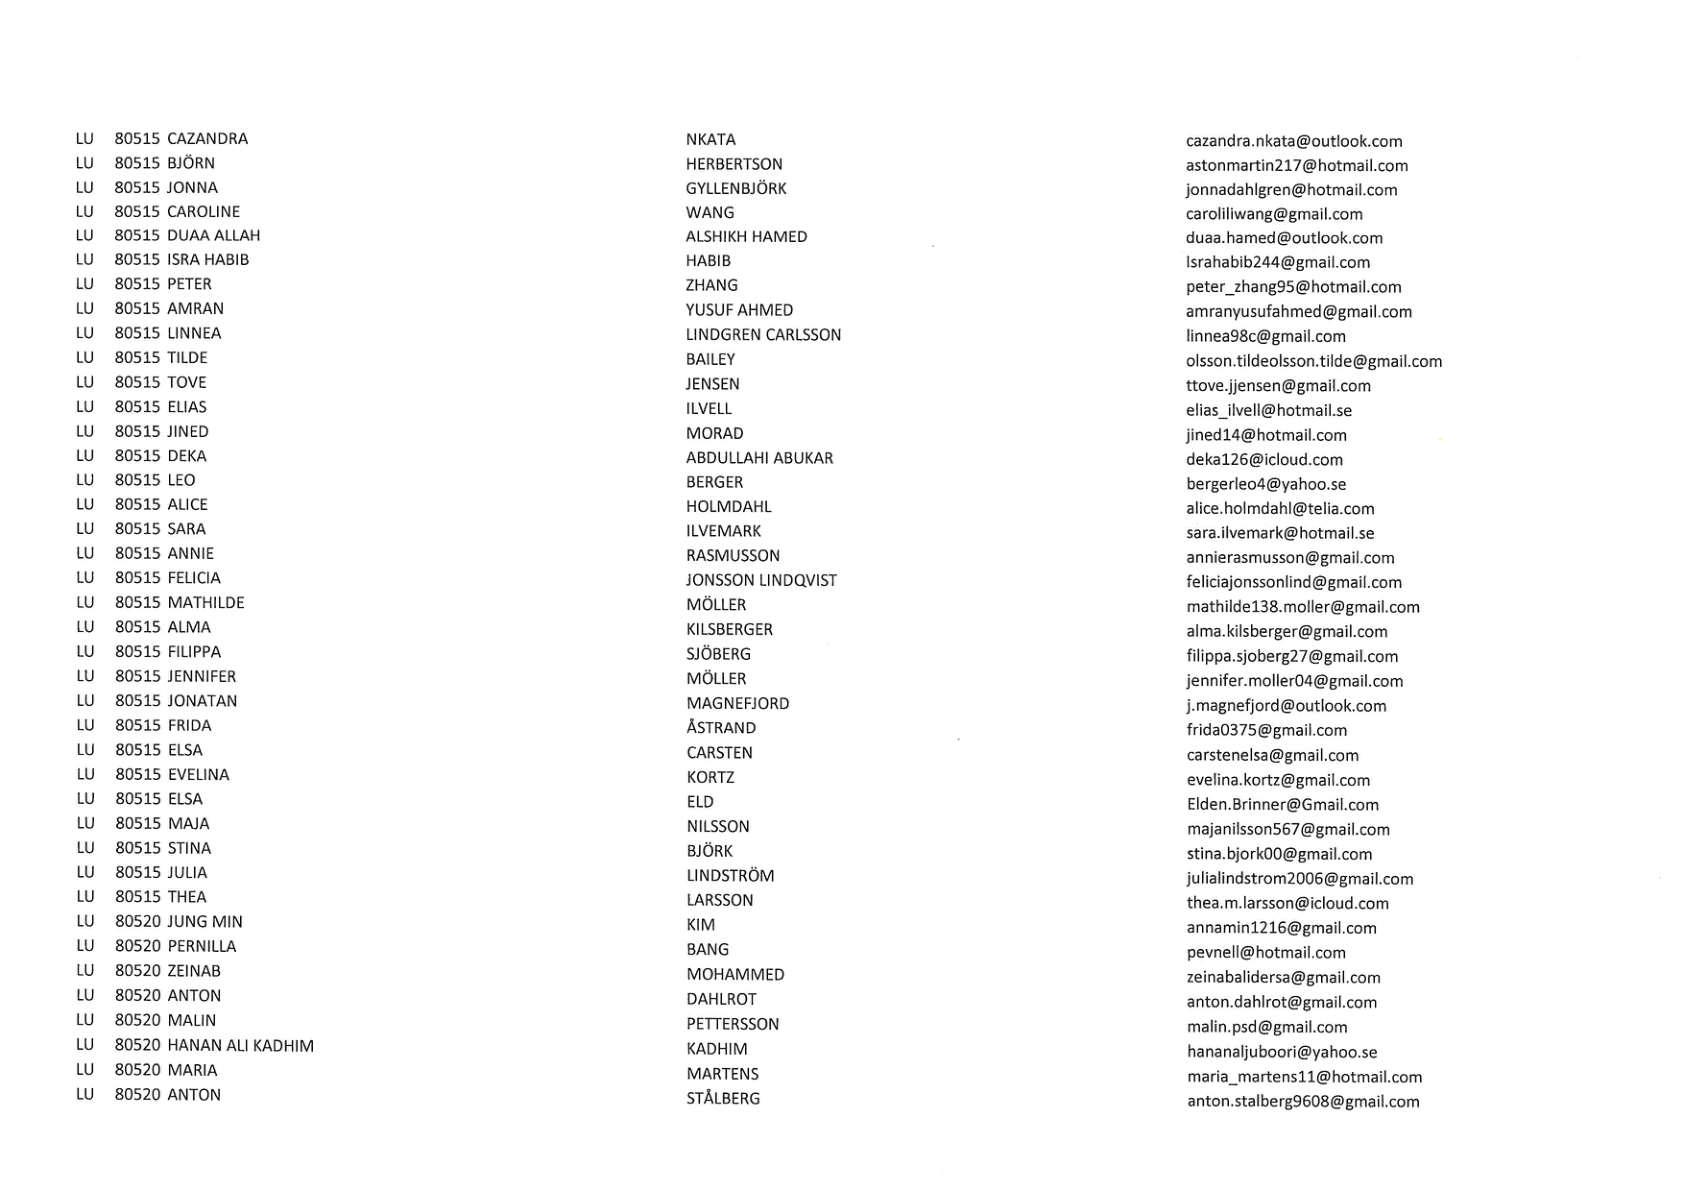 LU 80515 CAZANDRA NKATA cazandra.nkata@outlook.com
LU 80515 BJÖRN HERBERTSON astonmartin217@hotmail.com
LU 80515 JONNA GYLLENBJÖRK jonnadahlgren@hotmail.com
LU 80515 CAROLINE WANG caroliliwang@gmail.com
LU 80515 DUAA ALLAH ALSHIKH HAMED duaa.hamed@outlook.com
LU 80515 ISRA HABIB HABIB Israhabib244@gmail.com
LU 80515 PETER ZHANG peter_zhang95@hotmail.com
LU 80515 AMRAN YUSUF AHMED amranyusufahmed@gmail.com
LU 80515 LINNEA LINDGREN CARLSSON linnea98c@gmail.com
LU 80515 TILDE BAILEY olsson.tildeolsson.tilde@gmail.com
LU 80515 TOVE JENSEN ttove.jjensen@gmail.com
LU 80515 ELIAS ILVELL elias_ilvell@hotmail.se
LU 80515 JINED MORAD jined14@hotmail.com
LU 80515 DEKA ABDULLAHI ABUKAR deka126@icloud.com
LU 80515 LEO BERGER bergerleo4@yahoo.se
LU 80515 ALICE HOLMDAHL alice.holmdahl@telia.com
LU 80515 SARA ILVEMARK sara.ilvemark@hotmail.se
LU 80515 ANNIE RASMUSSON annierasmusson@gmail.com
LU 80515 FELICIA JONSSON LINDQVIST feliciajonssonlind@gmail.com
LU 80515 MATHILDE MÖLLER mathilde138.moller@gmail.com
LU 80515 ALMA KILSBERGER alma.kilsberger@gmail.com
LU 80515 FILIPPA SJÖBERG filippa.sjoberg27@gmail.com
LU 80515 JENNIFER MÖLLER jennifer.moller04@gmail.com
LU 80515 JONATAN MAGNEFJORD j.magnefjord@outlook.com
LU 80515 FRIDA ÅSTRAND frida0375@gmail.com
LU 80515 ELSA CARSTEN carstenelsa@gmail.com
LU 80515 EVELINA KORTZ evelina.kortz@gmail.com
LU 80515 ELSA ELD Elden.Brinner@Gmail.com
LU 80515 MAJA NILSSON majanilsson567@gmail.com
LU 80515 STINA BJÖRK stina.bjork00@gmail.com
LU 80515 JULIA LINDSTRÖM julialindstrom2006@gmail.com
LU 80515 THEA LARSSON thea.m.larsson@icloud.com
LU 80520 JUNG MIN KIM annamin1216@gmail.com
LU 80520 PERNILLA BANG pevnell@hotmail.com
LU 80520 ZEINAB MOHAMMED zeinabalidersa@gmail.com
LU 80520 ANTON DAHLROT anton.dahlrot@gmail.com
LU 80520 MALIN PETTERSSON malin.psd@gmail.com
LU 80520 HANAN ALI KADHIM KADHIM hananaljuboori@yahoo.se
LU 80520 MARIA MARTENS maria_martens11@hotmail.com
LU 80520 ANTON STÅLBERG anton.stalberg9608@gmail.com